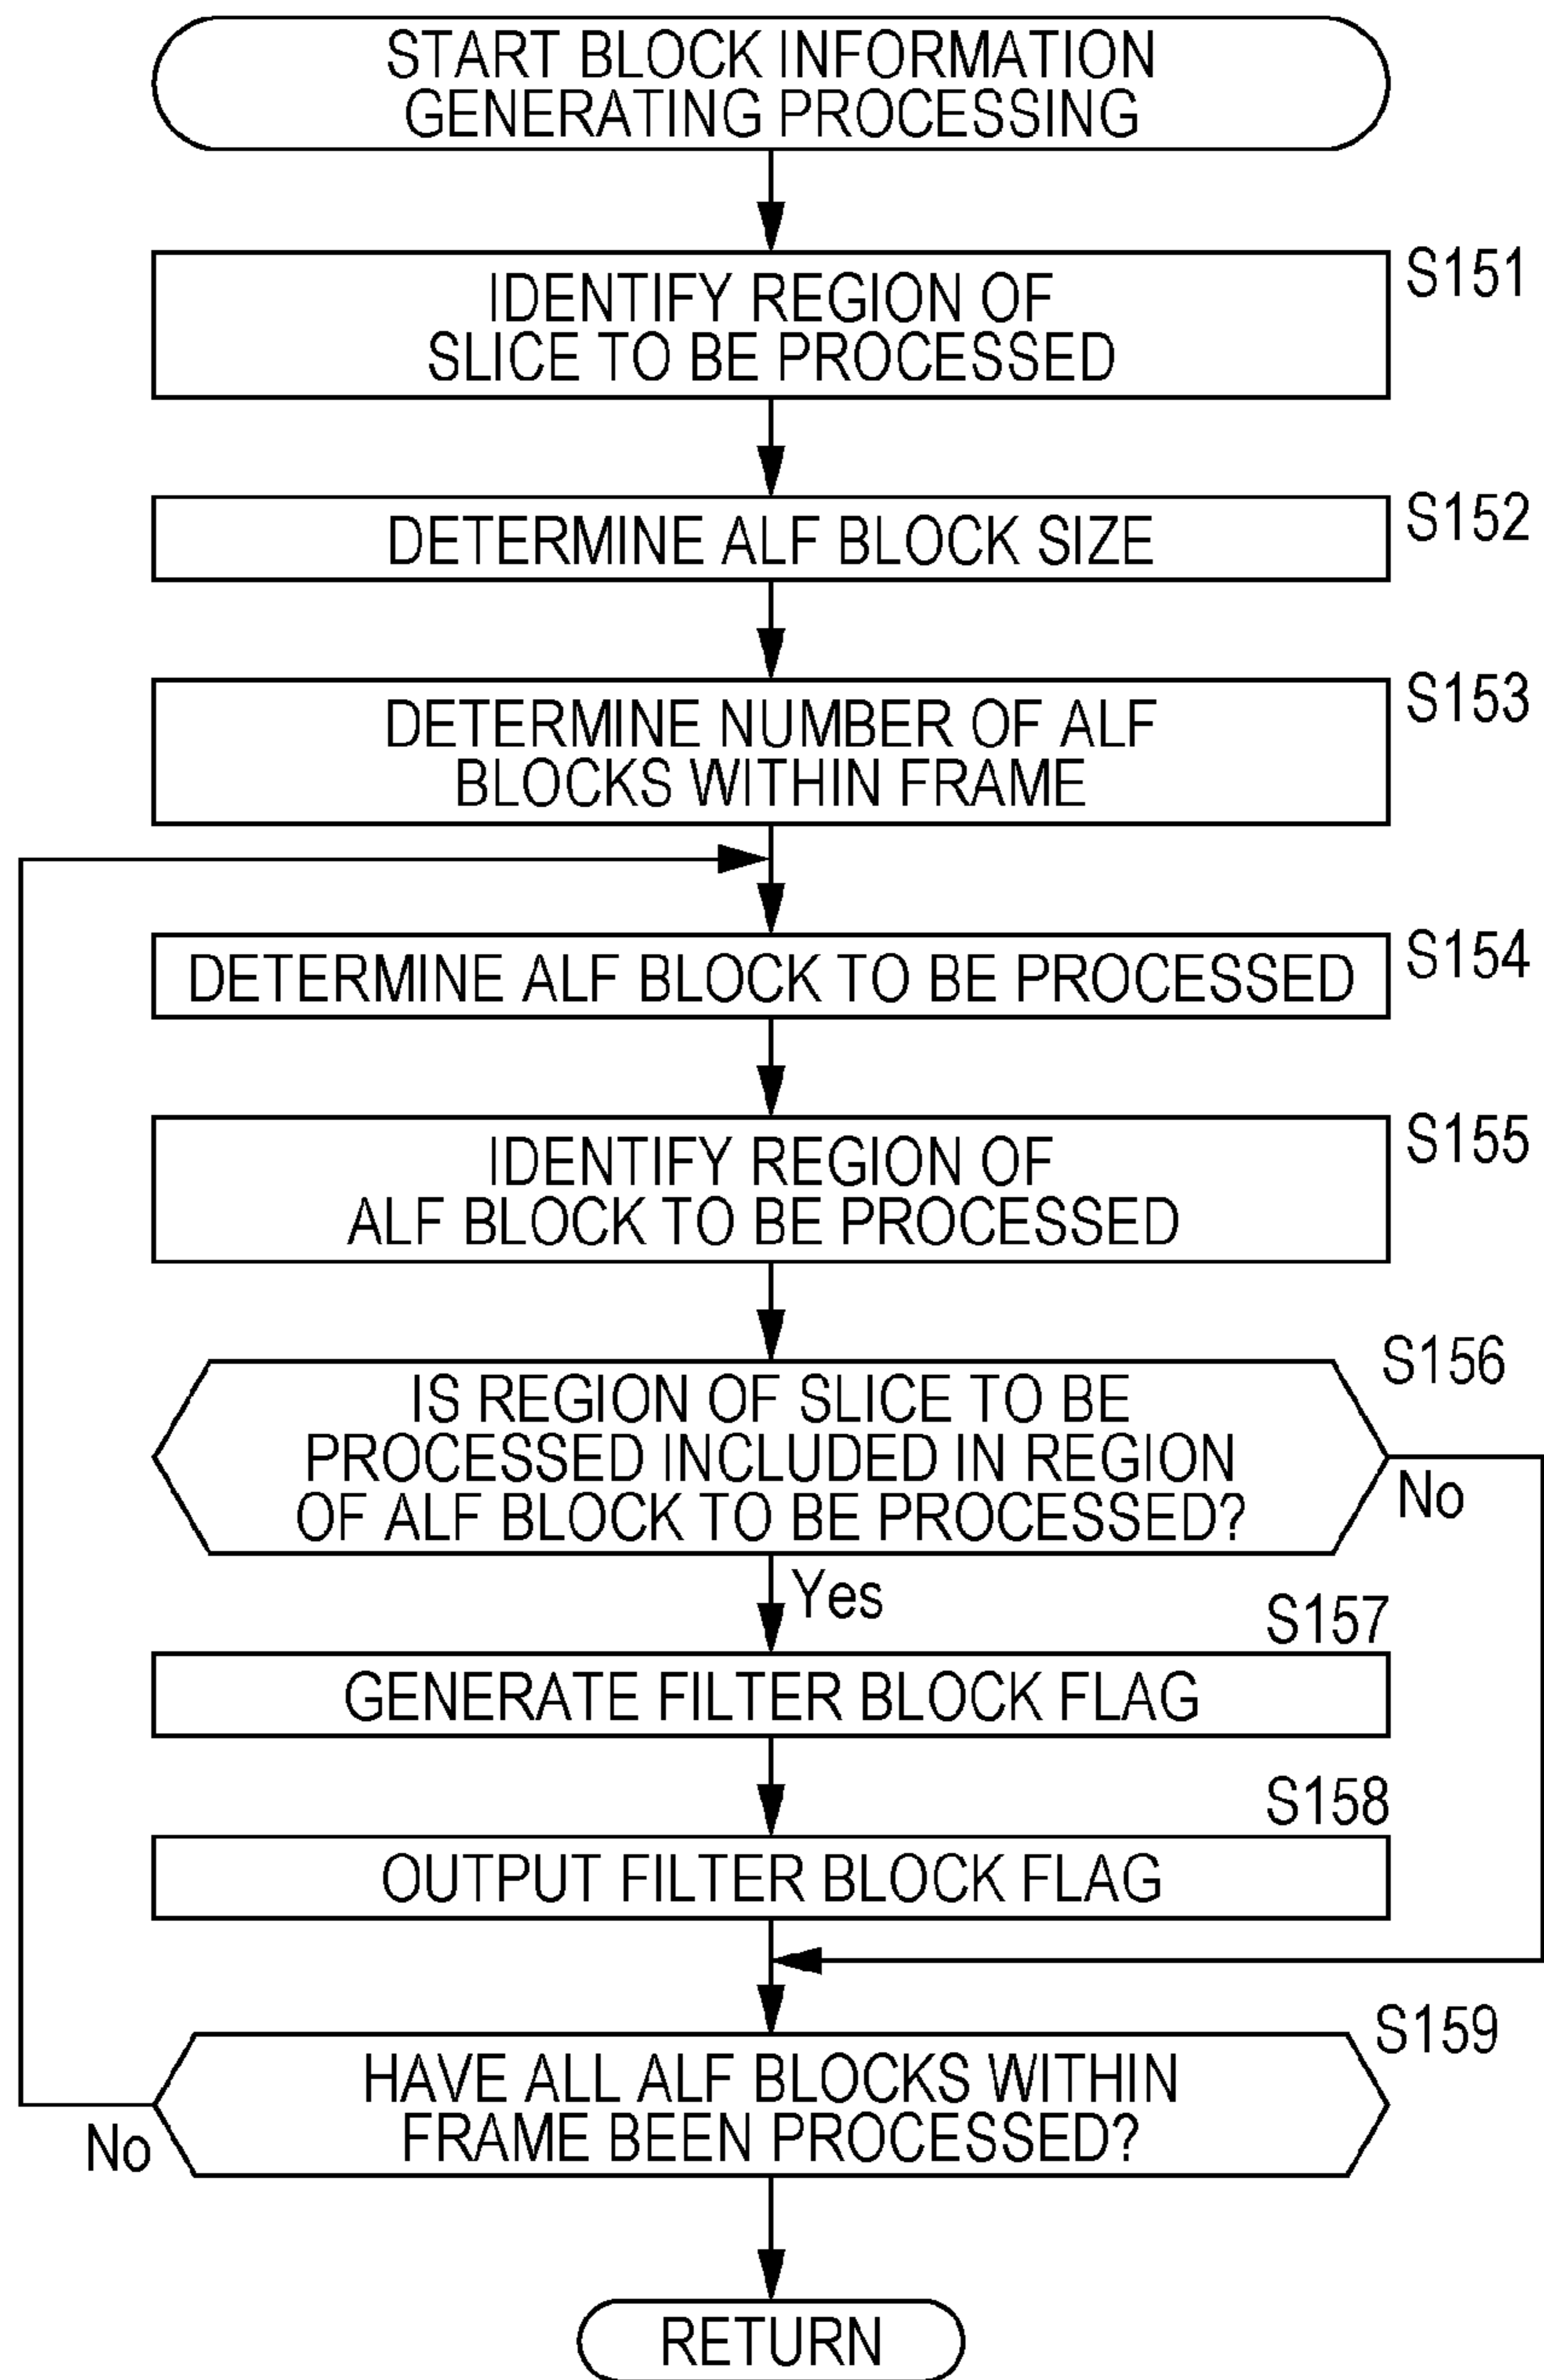 START BLOCK INFORMATION
GENERATING PROCESSING
S151
IDENTIFY REGION OF
SLICE TO BE PROCESSED
S152
DETERMINE ALF BLOCK SIZE
S153
DETERMINE NUMBER OF ALF
BLOCKS WITHIN FRAME
S154
DETERMINE ALF BLOCK TO BE PROCESSED
S155
IDENTIFY REGION OF
ALF BLOCK TO BE PROCESSED
S156
IS REGION OF SLICE TO BE
PROCESSED INCLUDED IN REGION
OF ALF BLOCK TO BE PROCESSED?
No
Yes
S157
GENERATE FILTER BLOCK FLAG
S158
OUTPUT FILTER BLOCK FLAG
S159
HAVE ALL ALF BLOCKS WITHIN
FRAME BEEN PROCESSED?
No
RETURN